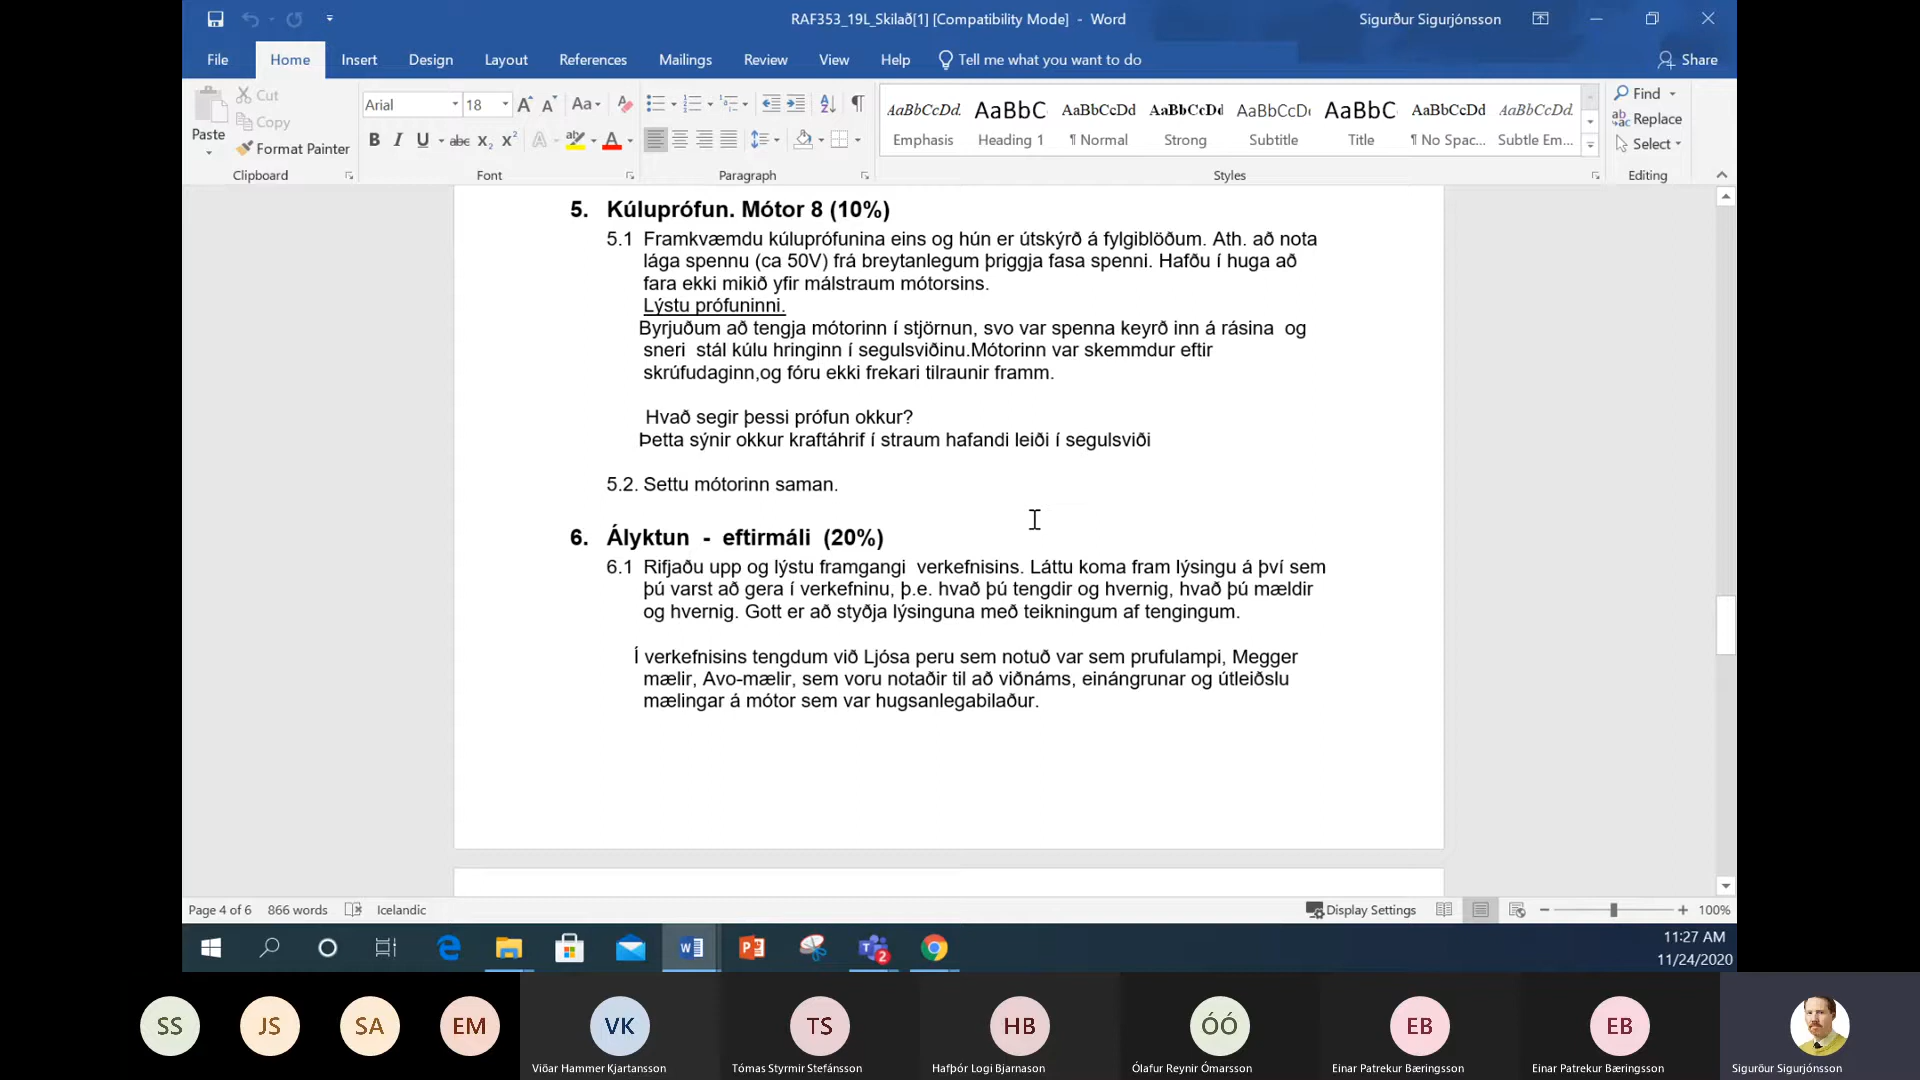 RAF353_19L_Skilað[1] [Compatibility Mode] - Word
Sigurður Sigurjónsson
File Home Insert Design Layout References Mailings Review View Help Tell me what you want to do Share
Cut
Copy
Paste
Format Painter
Clipboard
Arial 18
Font
Paragraph
AaBbCcDd. AaBbC AaBbCcDd AaBbCcDd AaBbCcDd AaBbC AaBbCcDd AaBbCcDd.
Emphasis Heading 1 ¶ Normal Strong Subtitle Title ¶ No Spac... Subtle Em...
Styles
Find
Replace
Select
Editing
5. Kúluprófun. Mótor 8 (10%)
5.1 Framkvæmdu kúluprófunina eins og hún er útskýrð á fylgiblöðum. Ath. að nota
lága spennu (ca 50V) frá breytanlegum þriggja fasa spenni. Hafðu í huga að
fara ekki mikið yfir málstraum mótorsins.
Lýstu prófuninni.
Byrjuðum að tengja mótorinn í stjörnun, svo var spenna keyrð inn á rásina og
sneri stál kúlu hringinn í segulsviðinu.Mótorinn var skemmdur eftir
skrúfudaginn,og fóru ekki frekari tilraunir framm.
Hvað segir þessi prófun okkur?
Þetta sýnir okkur kraftáhrif í straum hafandi leiði í segulsviði
5.2. Settu mótorinn saman.
6. Ályktun - eftirmáli (20%)
6.1 Rifjaðu upp og lýstu framgangi verkefnisins. Láttu koma fram lýsingu á því sem
þú varst að gera í verkefninu, þ.e. hvað þú tengdir og hvernig, hvað þú mældir
og hvernig. Gott er að styðja lýsinguna með teikningum af tengingum.
Í verkefnisins tengdum við Ljósa peru sem notuð var sem prufulampi, Megger
mælir, Avo-mælir, sem voru notaðir til að viðnáms, einángrunar og útleiðslu
mælingar á mótor sem var hugsanlegabilaður.
Page 4 of 6 866 words Icelandic Display Settings 100%
11:27 AM
11/24/2020
SS JS SA EM VK TS HB ÓÓ EB EB
Viðar Hammer Kjartansson Tómas Styrmir Stefánsson Hafþór Logi Bjarnason Ólafur Reynir Ómarsson Einar Patrekur Bæringsson Einar Patrekur Bæringsson Sigurður Sigurjónsson